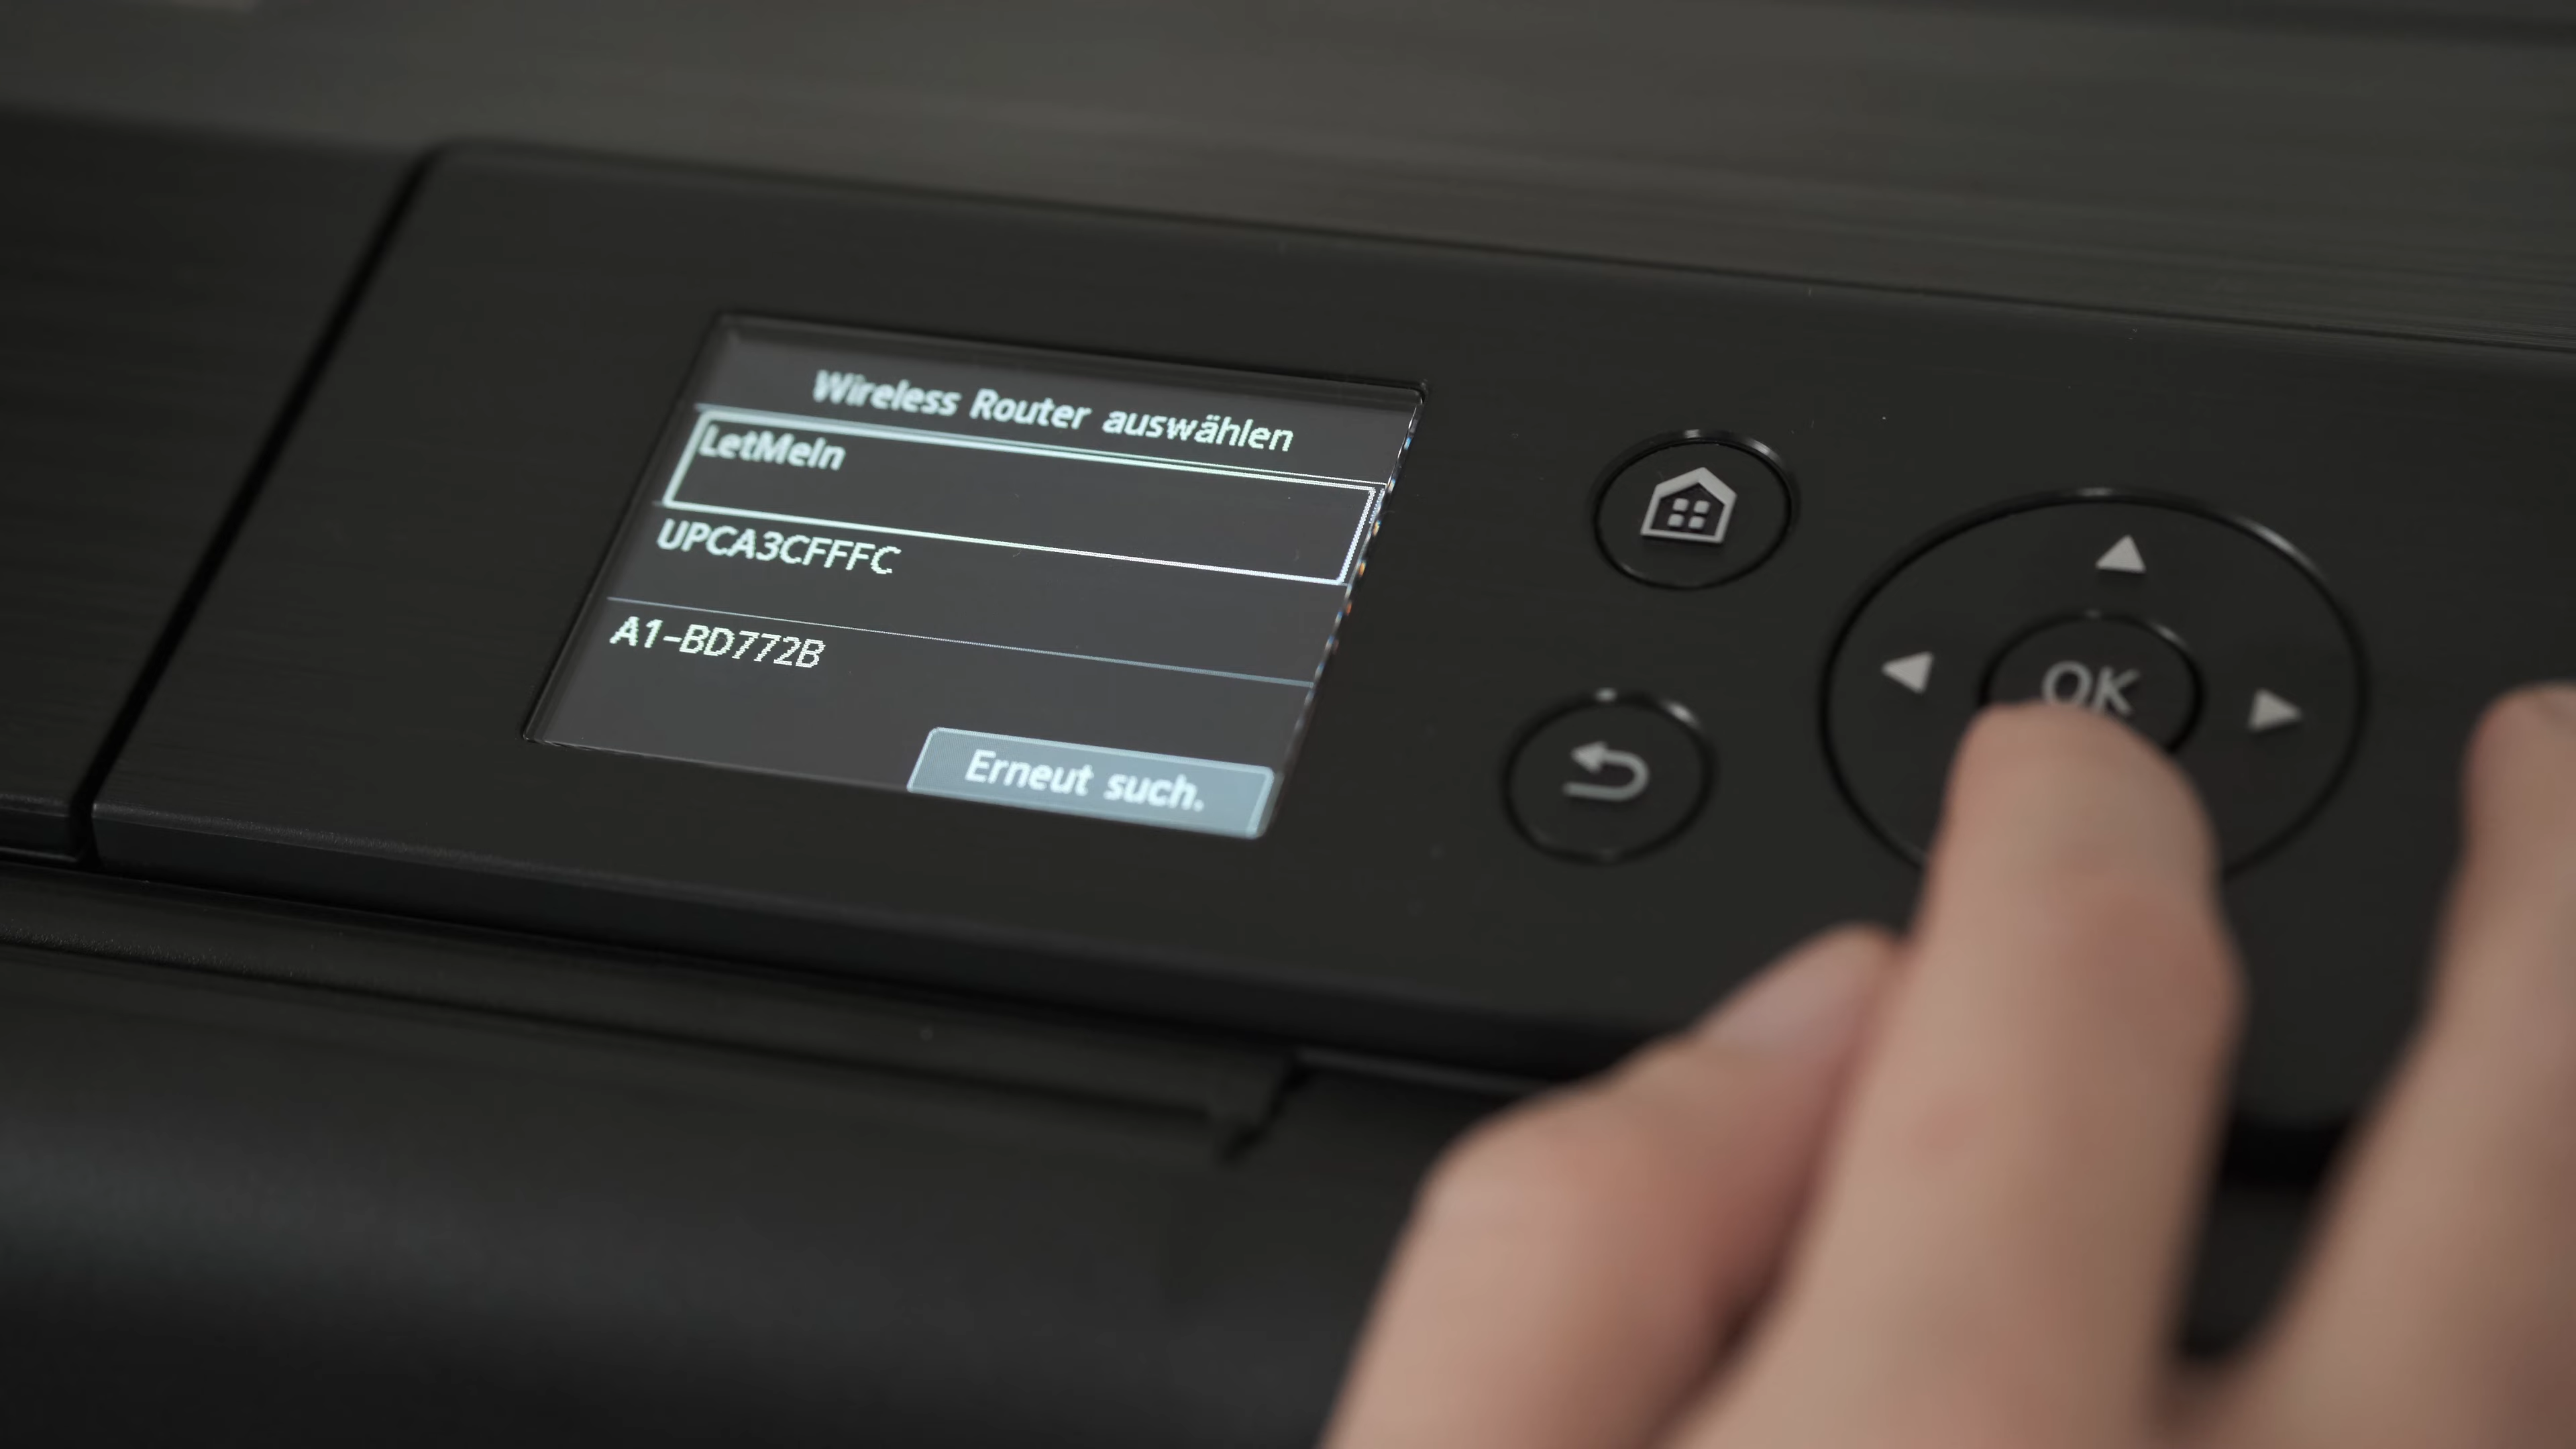 Wireless Router auswählen
LetMeIn
UPCA3CFFFC
A1-BD772B
Erneut such.
OK